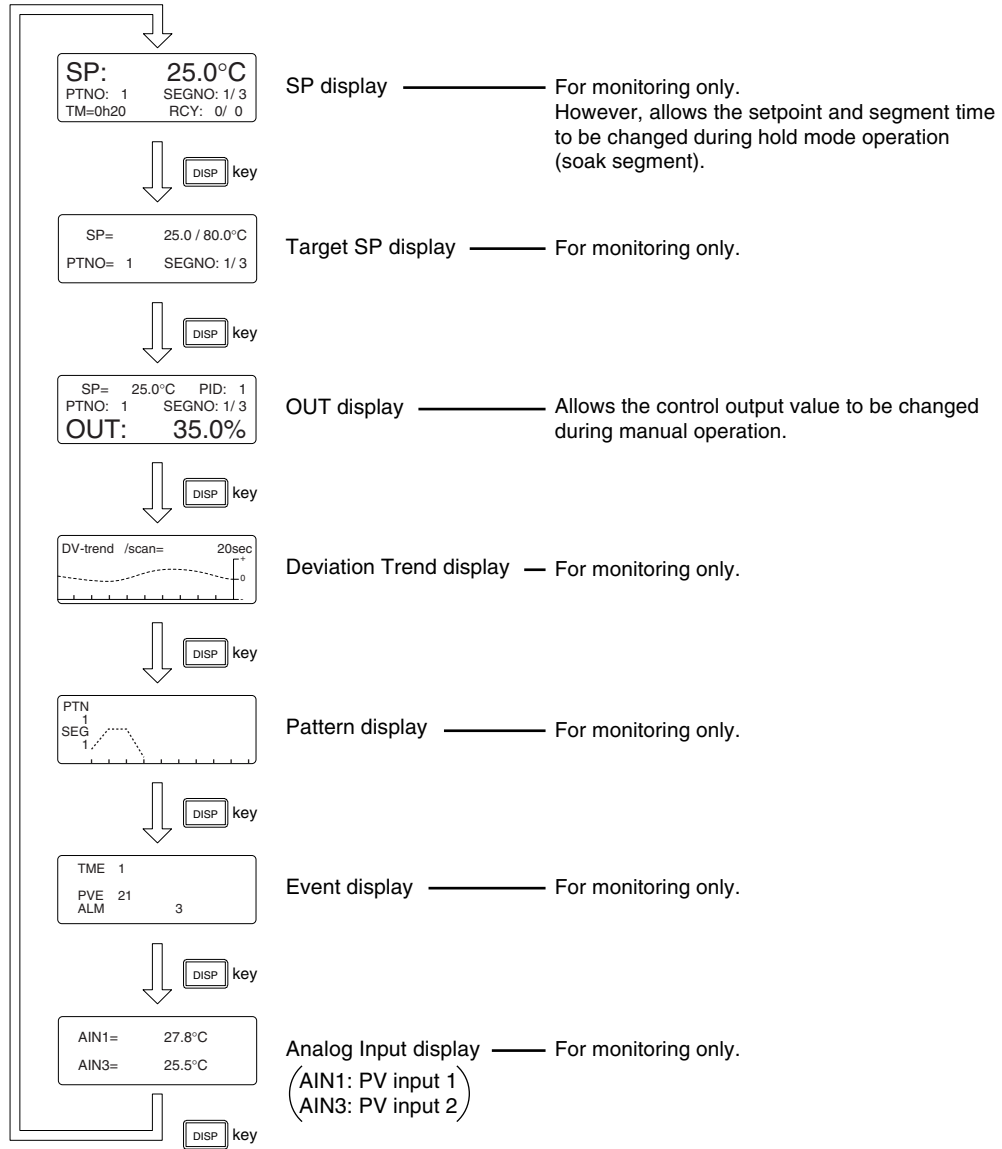 SP: 25.0°C
PTNO: 1 SEGNO: 1/ 3
TM=0h20 RCY: 0/ 0
SP display
For monitoring only.
However, allows the setpoint and segment time
to be changed during hold mode operation
(soak segment).
DISP key
SP= 25.0 / 80.0°C
PTNO= 1 SEGNO: 1/ 3
Target SP display
For monitoring only.
DISP key
SP= 25.0°C PID: 1
PTNO: 1 SEGNO: 1/ 3
OUT: 35.0%
OUT display
Allows the control output value to be changed
during manual operation.
DISP key
DV-trend /scan= 20sec
+
0
-
Deviation Trend display
For monitoring only.
DISP key
PTN
1
SEG
1
Pattern display
For monitoring only.
DISP key
TME 1
PVE 21
ALM 3
Event display
For monitoring only.
DISP key
AIN1= 27.8°C
AIN3= 25.5°C
Analog Input display
For monitoring only.
(AIN1: PV input 1
AIN3: PV input 2)
DISP key